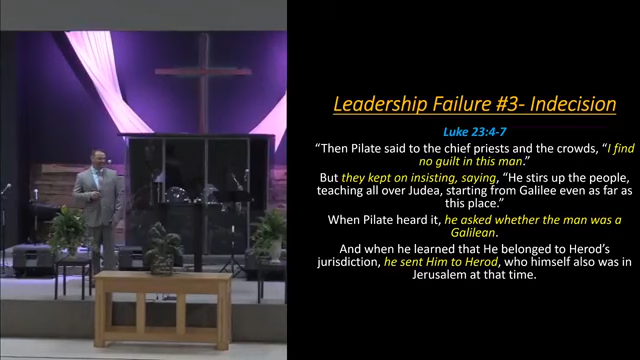 Leadership Failure #3- Indecision
Luke 23:4-7
“Then Pilate said to the chief priests and the crowds, “I find
no guilt in this man.”
But they kept on insisting, saying, “He stirs up the people,
teaching all over Judea, starting from Galilee even as far as
this place.”
When Pilate heard it, he asked whether the man was a
Galilean.
And when he learned that He belonged to Herod’s
jurisdiction, he sent Him to Herod, who himself also was in
Jerusalem at that time.